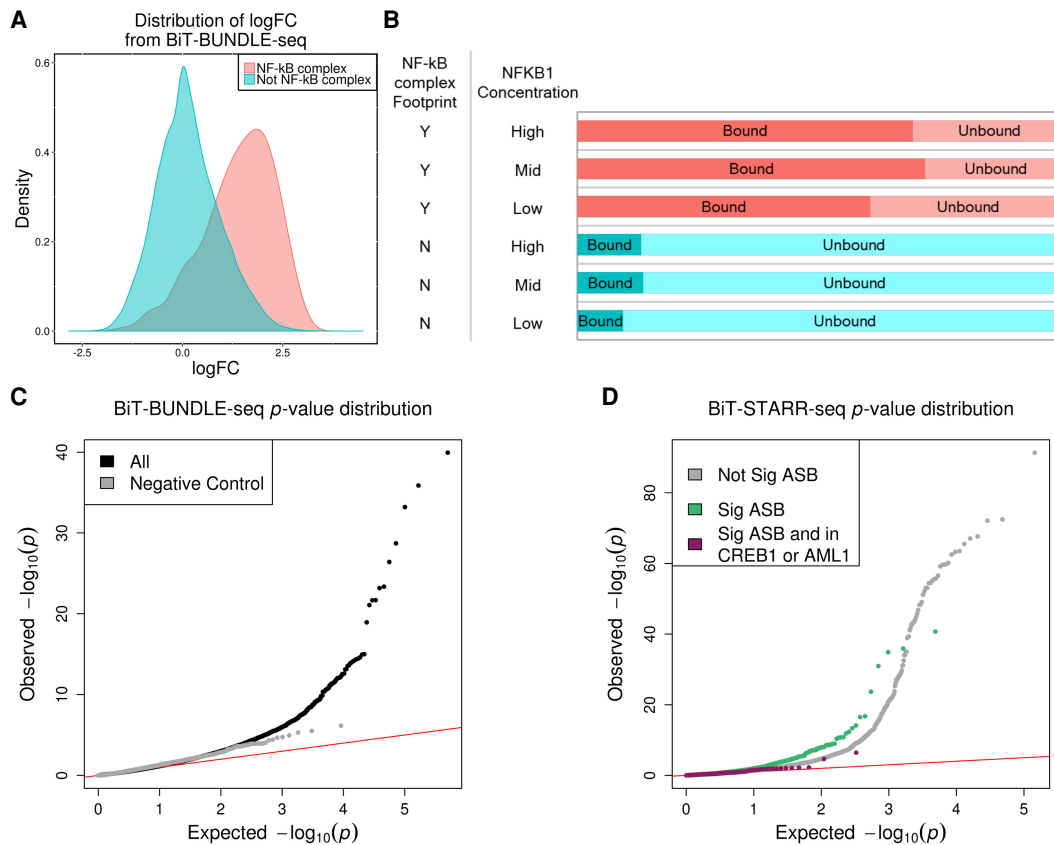 A
Distribution of logFC
from BiT-BUNDLE-seq
NF-kB complex
Not NF-kB complex
0.6
0.4
0.2
0.0
Density
-2.5
0.0
2.5
logFC
B
NF-kB
complex
Footprint
NFKB1
Concentration
Y High Bound Unbound
Y Mid Bound Unbound
Y Low Bound Unbound
N High Bound Unbound
N Mid Bound Unbound
N Low Bound Unbound
C
BiT-BUNDLE-seq p-value distribution
All
Negative Control
40
30
20
10
0
Observed −log10(p)
0 1 2 3 4 5
Expected −log10(p)
D
BiT-STARR-seq p-value distribution
Not Sig ASB
Sig ASB
Sig ASB and in
CREB1 or AML1
80
60
40
20
0
Observed −log10(p)
0 1 2 3 4 5
Expected −log10(p)